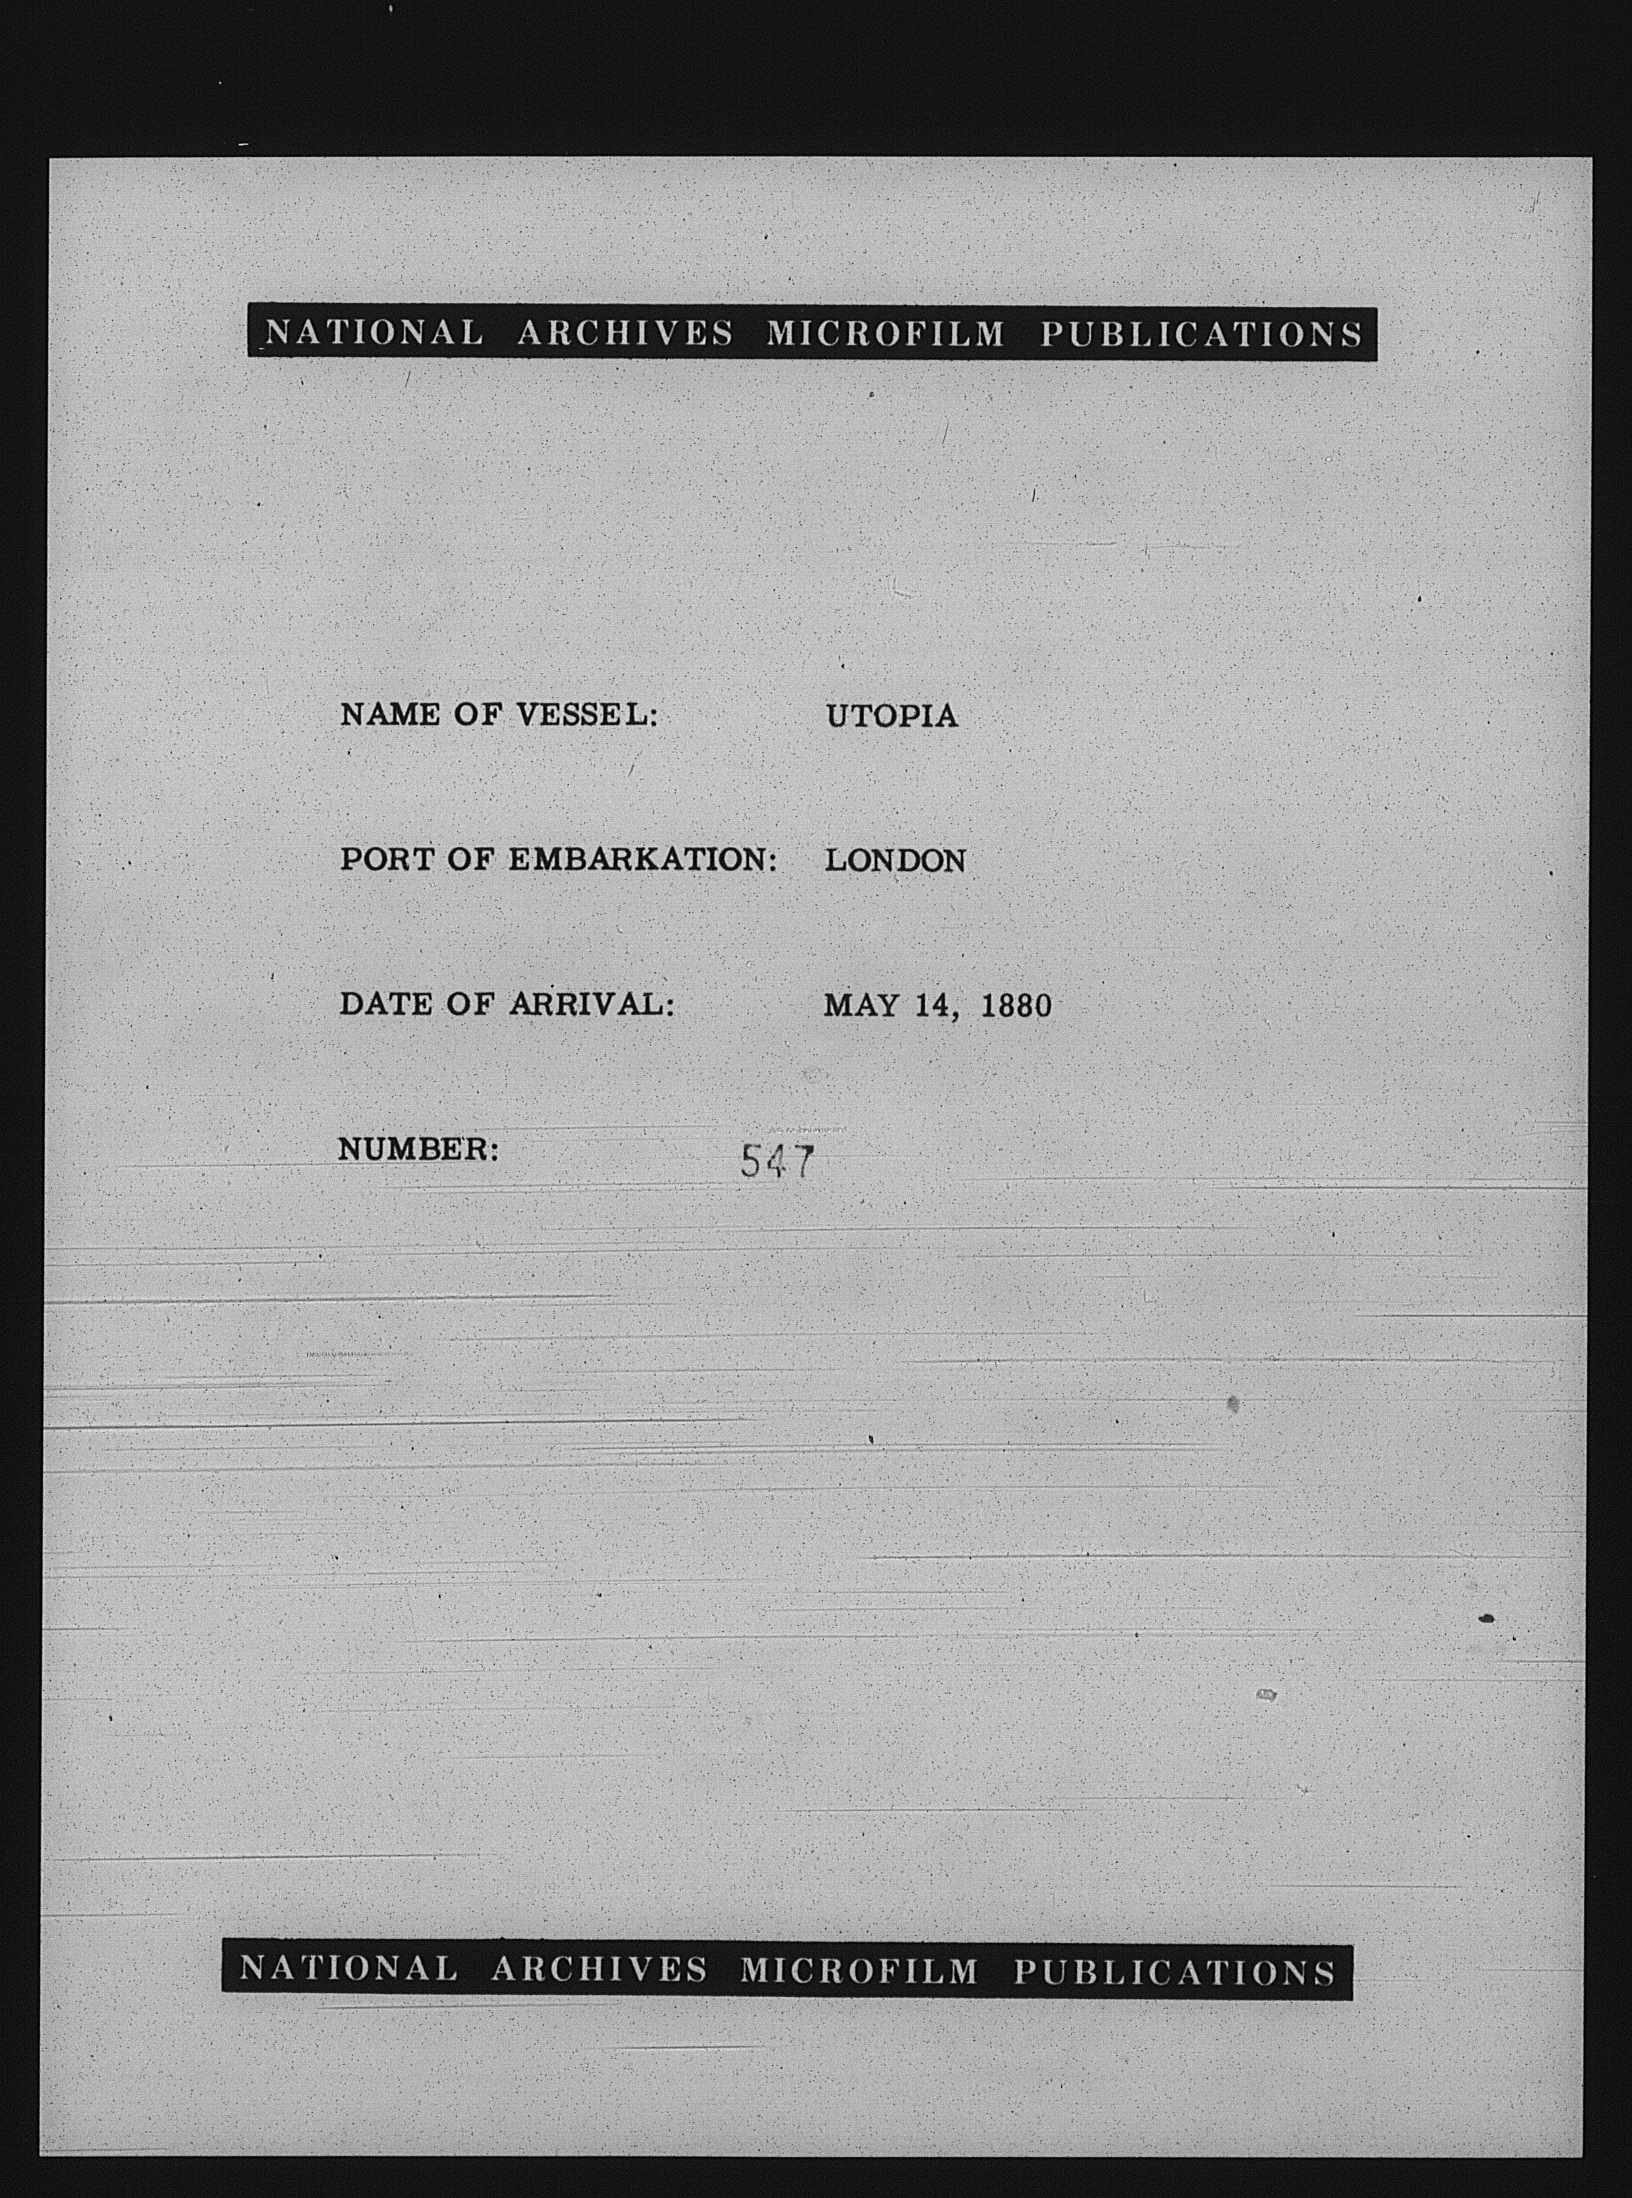 NATIONAL ARCHIVES MICROFILM PUBLICATIONS
NAME OF VESSEL: UTOPIA
PORT OF EMBARKATION: LONDON
DATE OF ARRIVAL: MAY 14, 1880
NUMBER: 547
NATIONAL ARCHIVES MICROFILM PUBLICATIONS